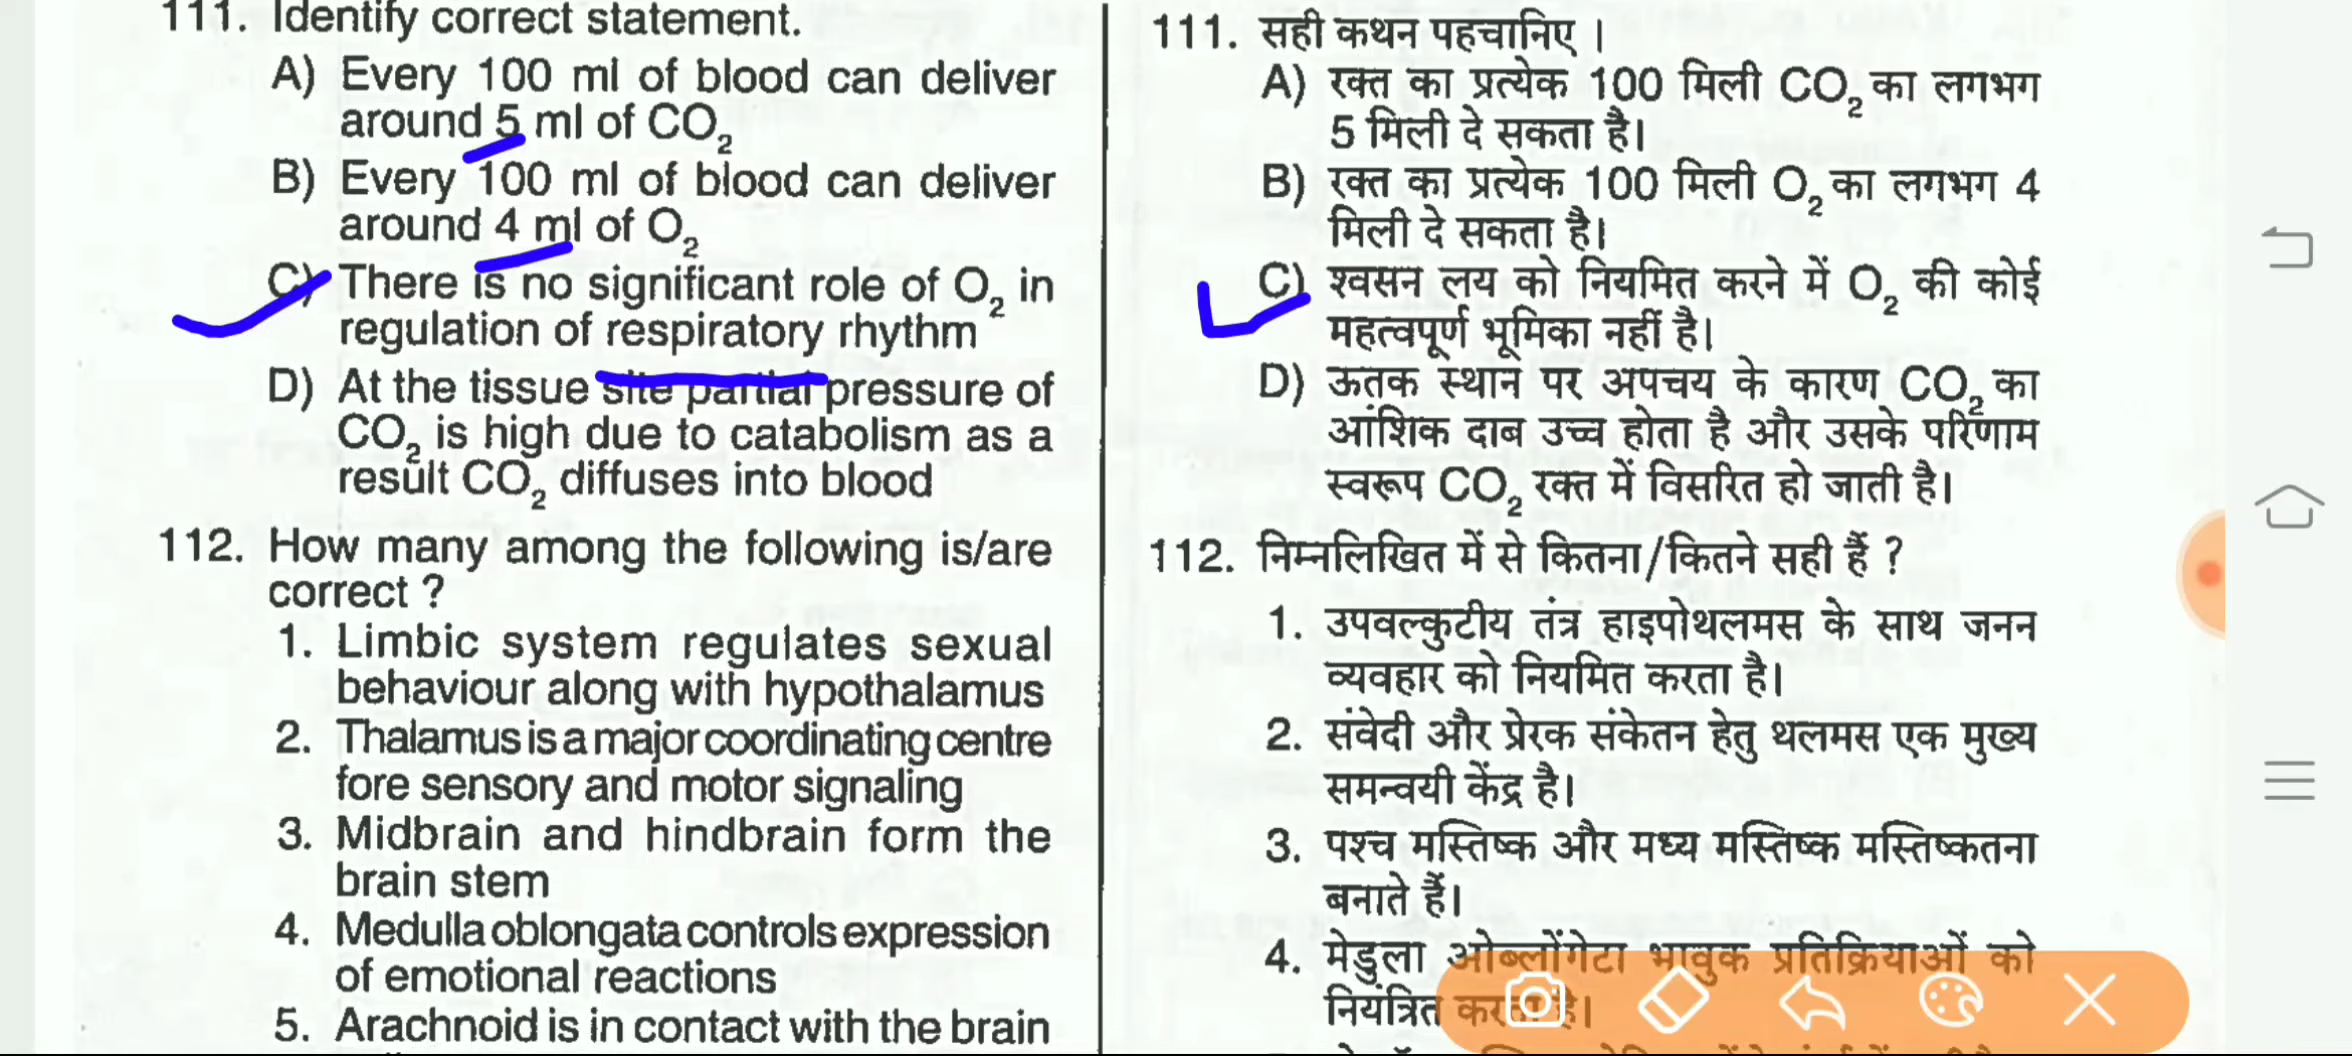 111. Identify correct statement.
A) Every 100 ml of blood can deliver
around 5 ml of CO₂
B) Every 100 ml of blood can deliver
around 4 ml of O₂
C) There is no significant role of O₂ in
regulation of respiratory rhythm
D) At the tissue site partial pressure of
CO₂ is high due to catabolism as a
result CO₂ diffuses into blood
112. How many among the following is/are
correct ?
1. Limbic system regulates sexual
behaviour along with hypothalamus
2. Thalamus is a major coordinating centre
fore sensory and motor signaling
3. Midbrain and hindbrain form the
brain stem
4. Medulla oblongata controls expression
of emotional reactions
5. Arachnoid is in contact with the brain
111. सही कथन पहचानिए ।
A) रक्त का प्रत्येक 100 मिली CO₂ का लगभग
5 मिली दे सकता है।
B) रक्त का प्रत्येक 100 मिली O₂ का लगभग 4
मिली दे सकता है।
C) श्वसन लय को नियमित करने में O₂ की कोई
महत्वपूर्ण भूमिका नहीं है।
D) ऊतक स्थान पर अपचय के कारण CO₂ का
आंशिक दाब उच्च होता है और उसके परिणाम
स्वरूप CO₂ रक्त में विसरित हो जाती है।
112. निम्नलिखित में से कितना/कितने सही हैं ?
1. उपवल्कुटीय तंत्र हाइपोथलमस के साथ जनन
व्यवहार को नियमित करता है।
2. संवेदी और प्रेरक संकेतन हेतु थलमस एक मुख्य
समन्वयी केंद्र है।
3. पश्च मस्तिष्क और मध्य मस्तिष्क मस्तिष्कतना
बनाते हैं।
4. मेडुला ओब्लोंगेटा भावुक प्रतिक्रियाओं को
नियंत्रित है।